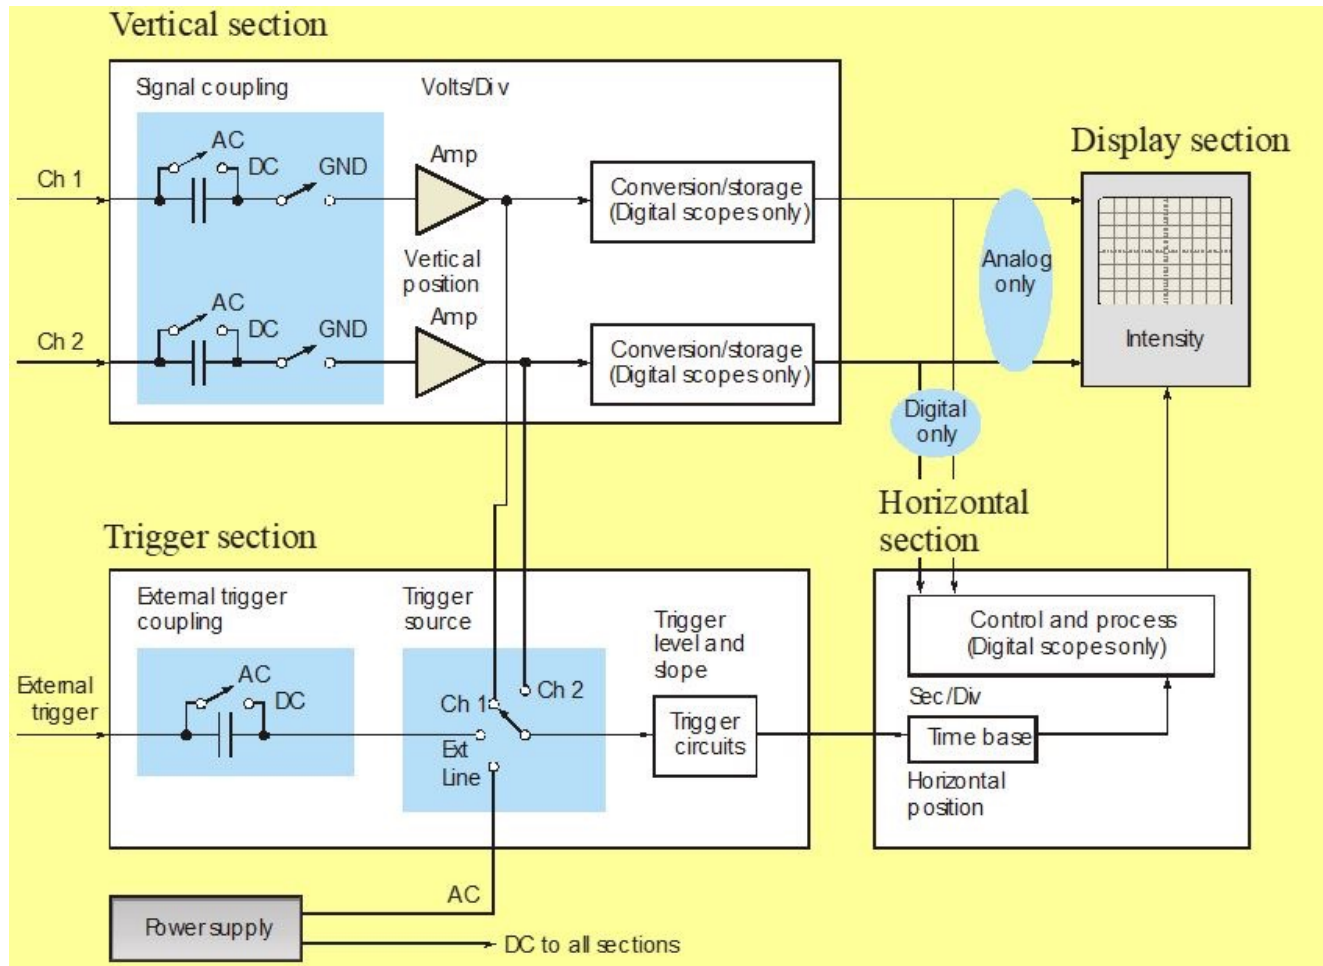 Vertical section
Signal coupling
Volts/Div
AC
DC
GND
Amp
Ch 1
Conversion/storage
(Digital scopes only)
Display section
Vertical
position
Analog
only
AC
DC
GND
Amp
Ch 2
Conversion/storage
(Digital scopes only)
Intensity
Digital
only
Horizontal
section
Trigger section
External trigger
coupling
Trigger
source
Trigger
level and
slope
Control and process
(Digital scopes only)
External
trigger
AC
DC
Ch 1
Ch 2
Ext
Line
Trigger
circuits
Sec/Div
Time base
Horizontal
position
AC
Power supply
DC to all sections